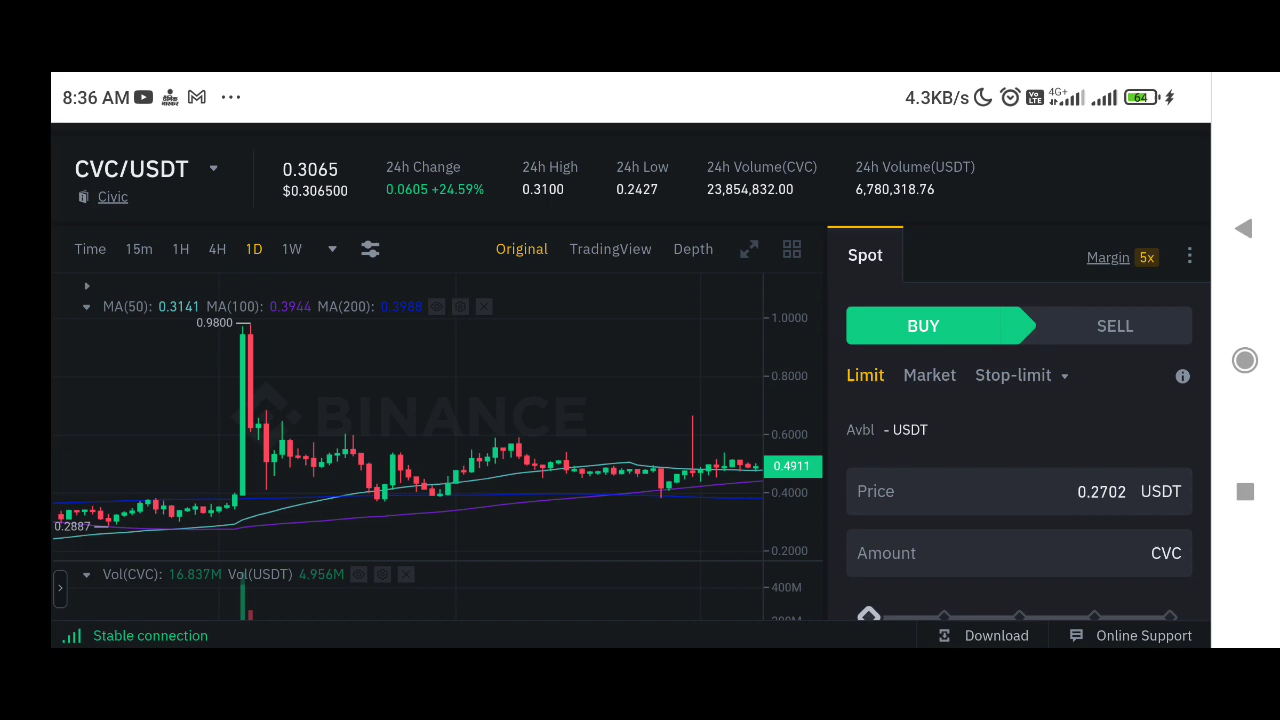 8:36 AM ... 4.3KB/s Vo LTE 4G+ 64
CVC/USDT
Civic
0.3065
$0.306500
24h Change
0.0605 +24.59%
24h High
0.3100
24h Low
0.2427
24h Volume(CVC)
23,854,832.00
24h Volume(USDT)
6,780,318.76
Time 15m 1H 4H 1D 1W
Original TradingView Depth
MA(50): 0.3141 MA(100): 0.3944 MA(200): 0.3988
0.9800
BINANCE
0.2887
1.0000
0.8000
0.6000
0.4911
0.4000
0.2000
Vol(CVC): 16.837M Vol(USDT) 4.956M
400M
200M
Spot
Margin 5x
BUY SELL
Limit Market Stop-limit
Avbl - USDT
Price 0.2702 USDT
Amount CVC
Stable connection
Download Online Support